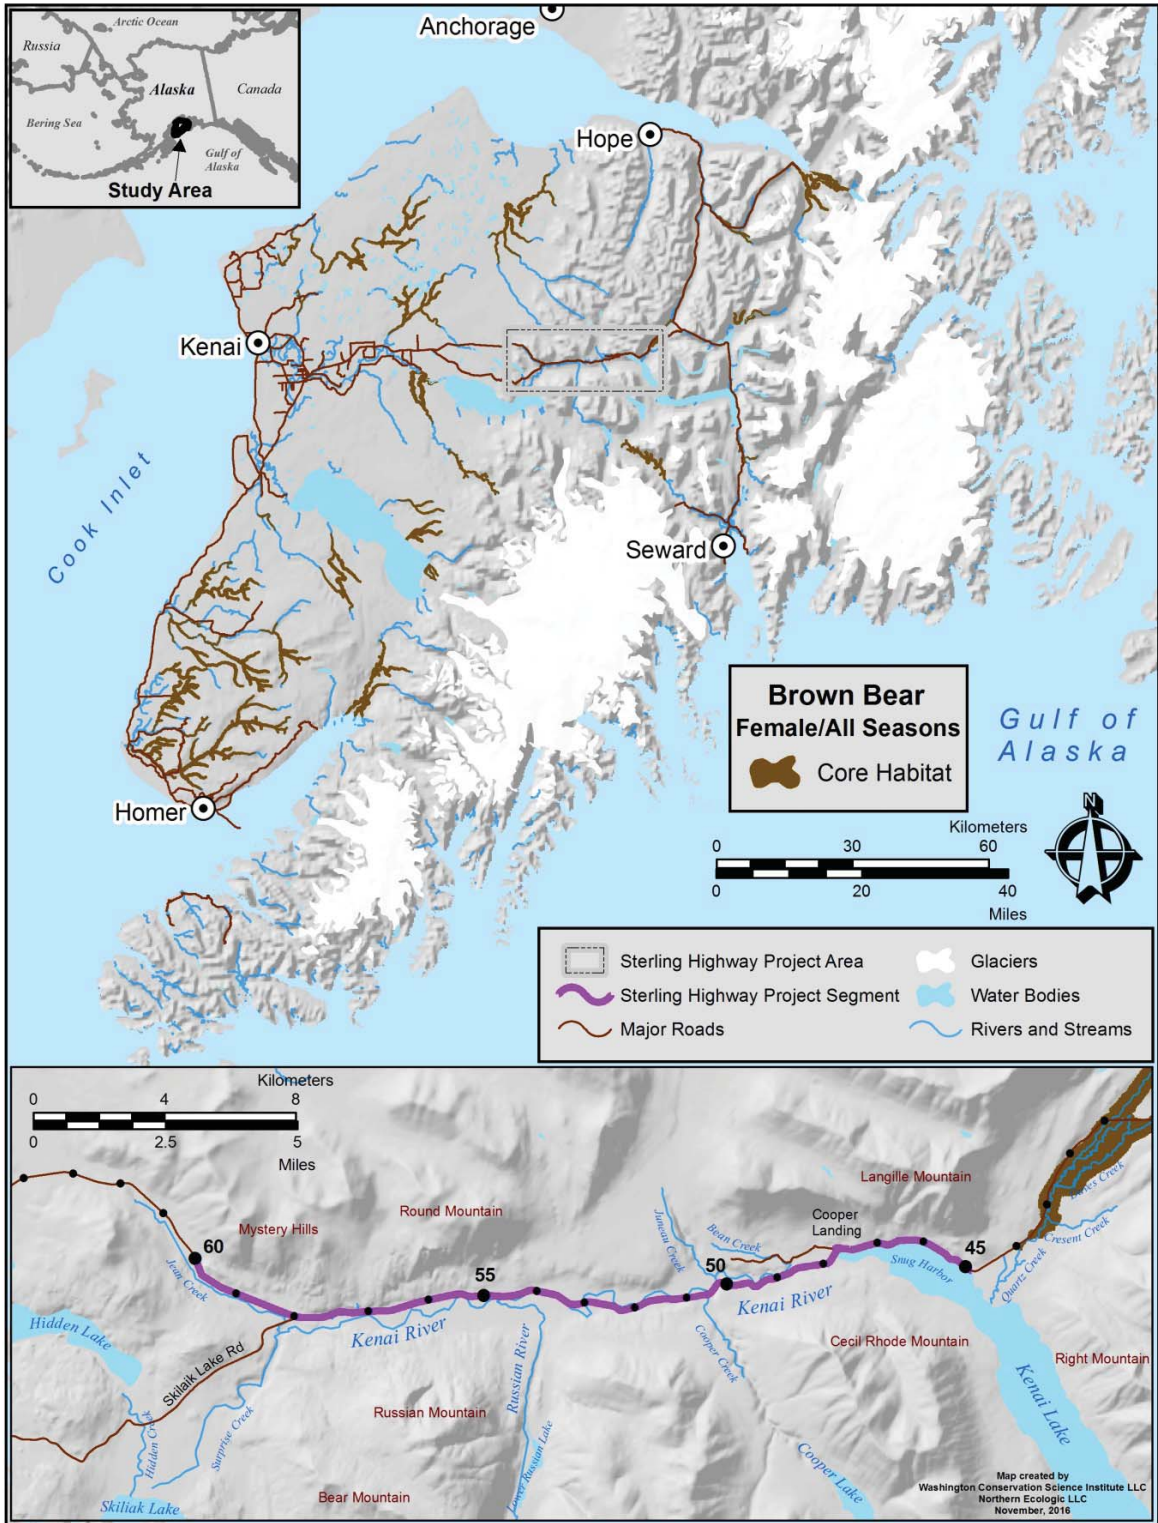 Anchorage
Arctic Ocean
Russia
Alaska
Canada
Bering Sea
Gulf of
Alaska
Study Area
Hope
Kenai
Cook Inlet
Seward
Homer
Brown Bear
Female/All Seasons
Core Habitat
Gulf of
Alaska
N
Kilometers
0 30 60
0 20 40
Miles
Sterling Highway Project Area
Glaciers
Sterling Highway Project Segment
Water Bodies
Major Roads
Rivers and Streams
Kilometers
0 4 8
0 2.5 5
Miles
Langille Mountain
Mystery Hills
Round Mountain
Juneau Creek
Bean Creek
Cooper
Landing
Cresent Creek
60
45
Jean Creek
Snug Harbor
Quartz Creek
55
50
Kenai River
Kenai River
Hidden Lake
Skilaik Lake Rd
Russian River
Cooper Creek
Cecil Rhode Mountain
Right Mountain
Kenai Lake
Russian Mountain
Hidden Creek
Surprise Creek
Lower Russian Lake
Cooper Lake
Bear Mountain
Skiliak Lake
Map created by
Washington Conservation Science Institute LLC
Northern Ecologic LLC
November, 2016